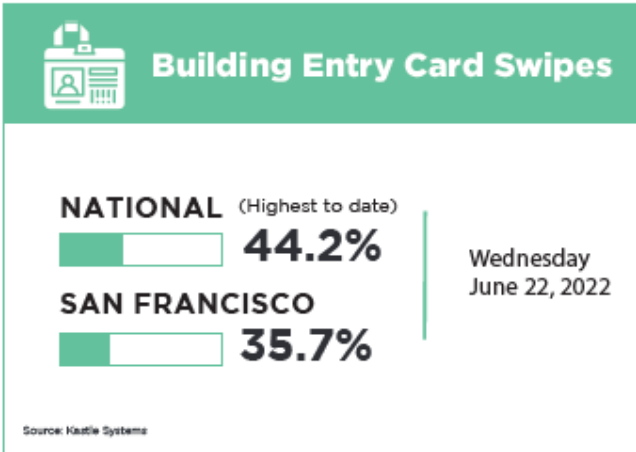 Building Entry Card Swipes
NATIONAL (Highest to date)
44.2%
SAN FRANCISCO
35.7%
Wednesday
June 22, 2022
Source: Kastle Systems